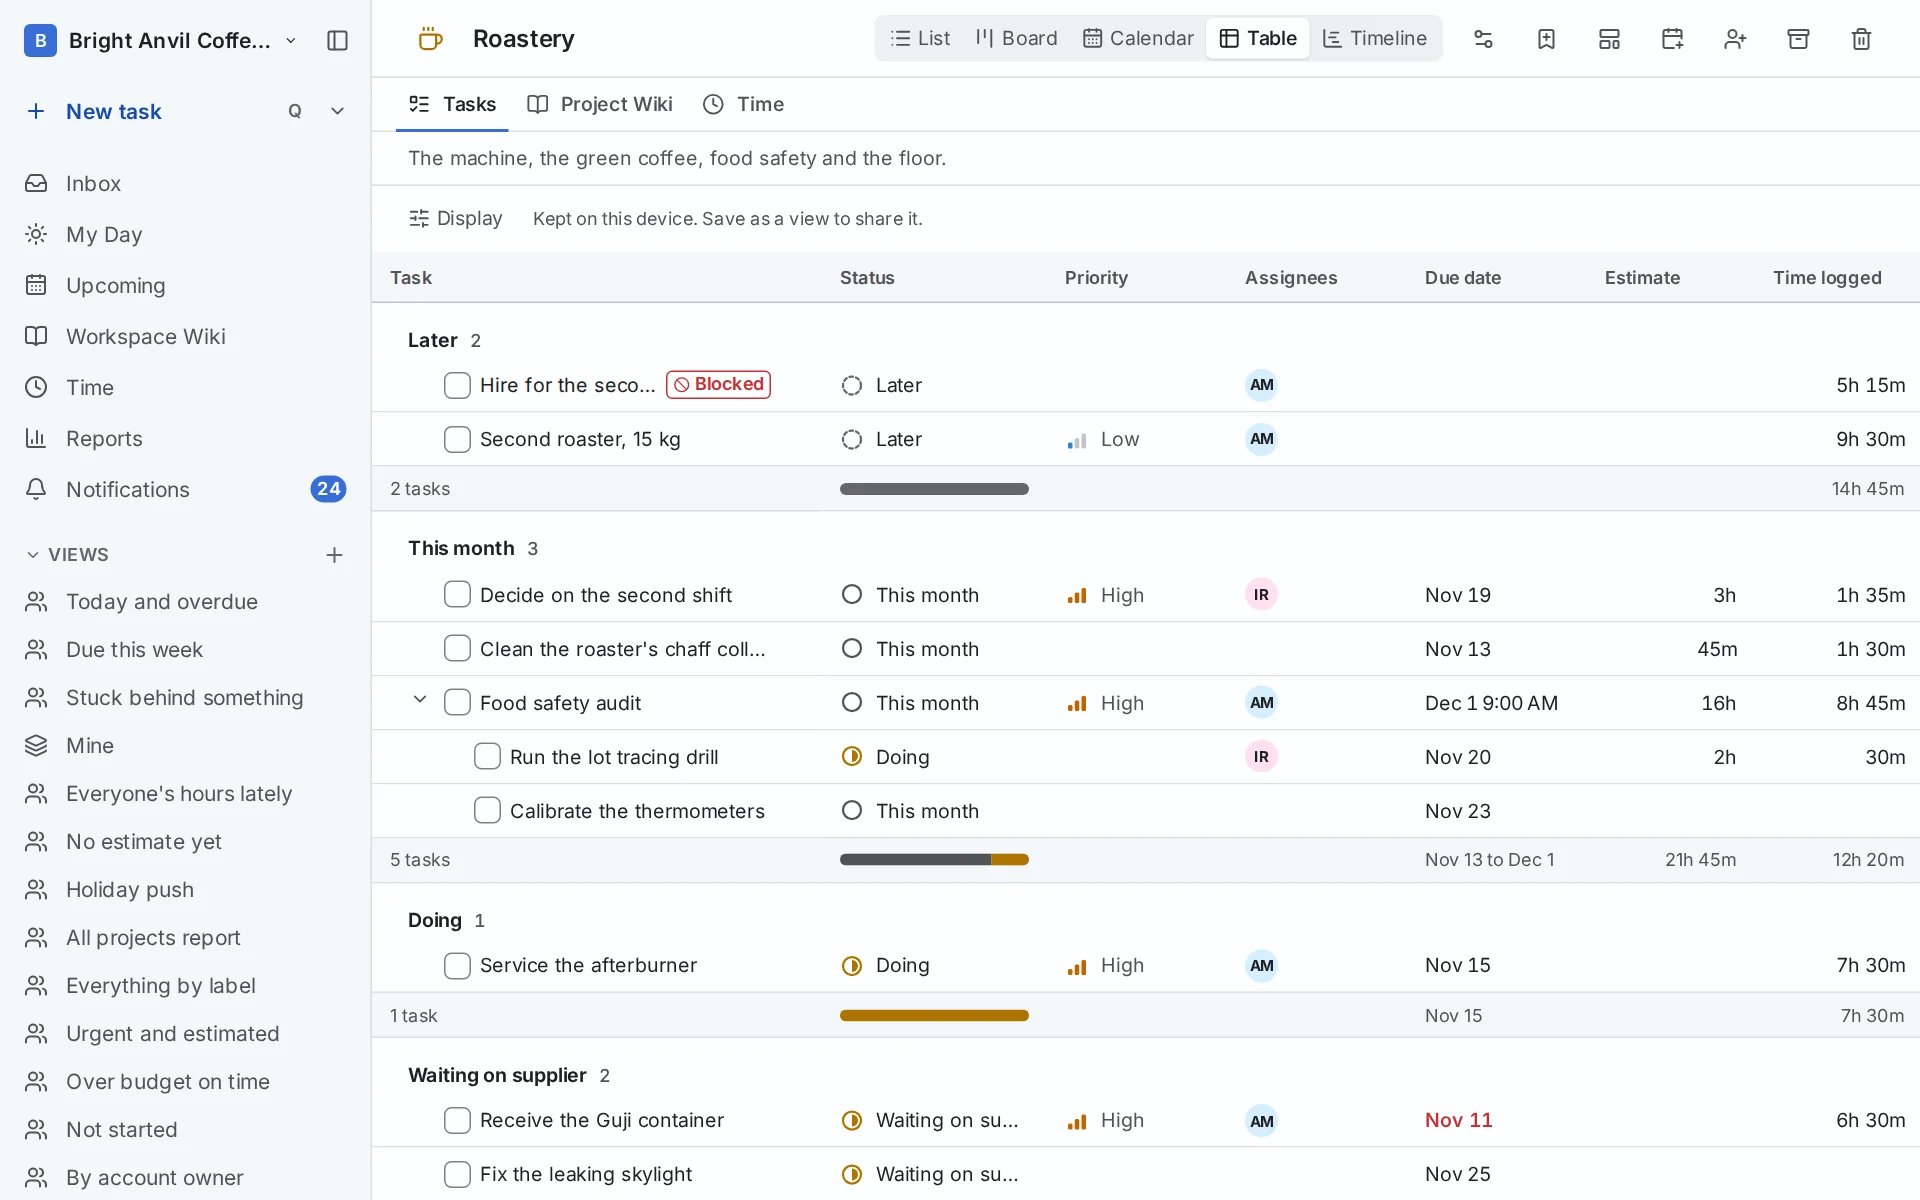 B Bright Anvil Coffe...
New task Q
Inbox
My Day
Upcoming
Workspace Wiki
Time
Reports
Notifications 24
VIEWS
Today and overdue
Due this week
Stuck behind something
Mine
Everyone's hours lately
No estimate yet
Holiday push
All projects report
Everything by label
Urgent and estimated
Over budget on time
Not started
By account owner
Roastery
List Board Calendar Table Timeline
Tasks Project Wiki Time
The machine, the green coffee, food safety and the floor.
Display Kept on this device. Save as a view to share it.
Task Status Priority Assignees Due date Estimate Time logged
Later 2
Hire for the seco... Blocked Later AM 5h 15m
Second roaster, 15 kg Later Low AM 9h 30m
2 tasks 14h 45m
This month 3
Decide on the second shift This month High IR Nov 19 3h 1h 35m
Clean the roaster's chaff coll... This month Nov 13 45m 1h 30m
Food safety audit This month High AM Dec 1 9:00 AM 16h 8h 45m
Run the lot tracing drill Doing IR Nov 20 2h 30m
Calibrate the thermometers This month Nov 23
5 tasks Nov 13 to Dec 1 21h 45m 12h 20m
Doing 1
Service the afterburner Doing High AM Nov 15 7h 30m
1 task Nov 15 7h 30m
Waiting on supplier 2
Receive the Guji container Waiting on su... High AM Nov 11 6h 30m
Fix the leaking skylight Waiting on su... Nov 25